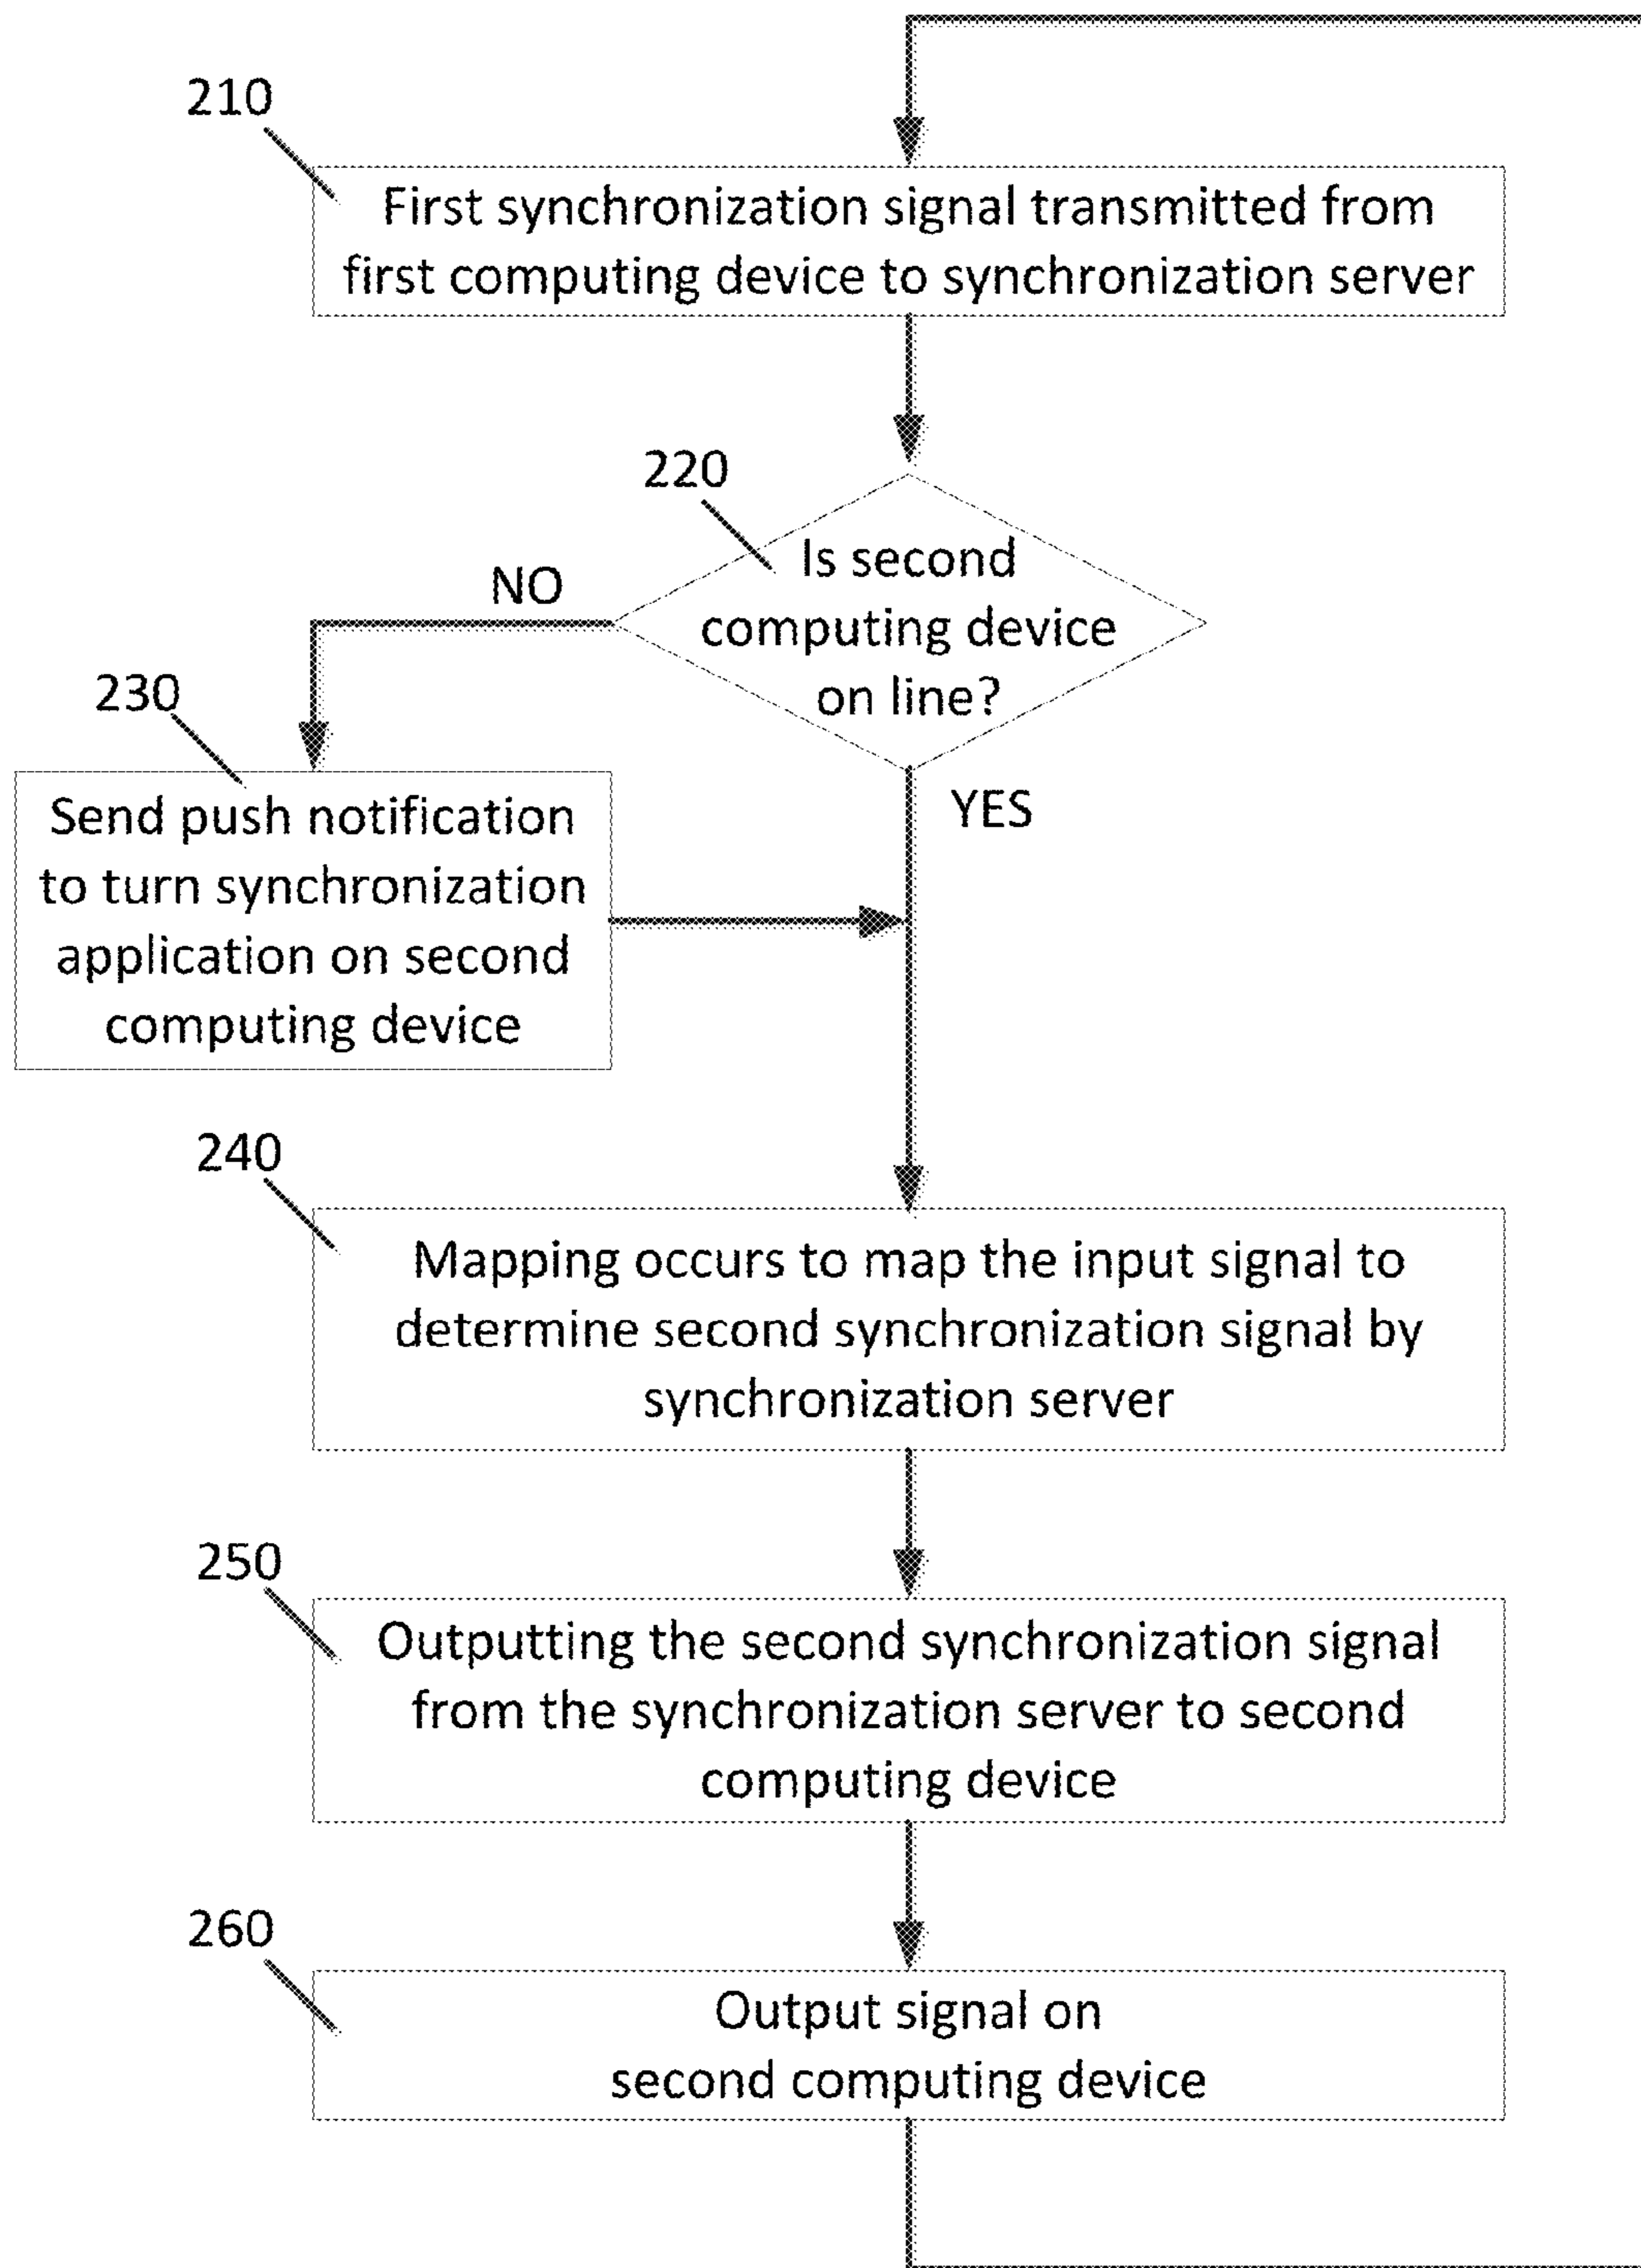 210
First synchronization signal transmitted from
first computing device to synchronization server
220
Is second
computing device
on line?
NO
YES
230
Send push notification
to turn synchronization
application on second
computing device
240
Mapping occurs to map the input signal to
determine second synchronization signal by
synchronization server
250
Outputting the second synchronization signal
from the synchronization server to second
computing device
260
Output signal on
second computing device